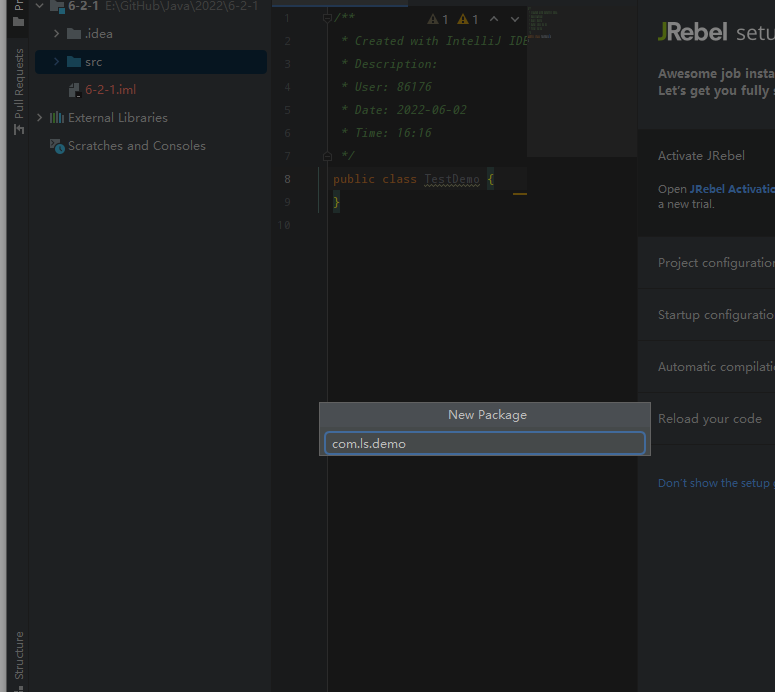 6-2-1 E:\GitHub\Java\2022\6-2-1
.idea
src
6-2-1.iml
External Libraries
Scratches and Consoles
Pull Requests
Structure
1 /**
1 1
2 * Created with IntelliJ IDE
3 * Description:
4 * User: 86176
5 * Date: 2022-06-02
6 * Time: 16:16
7 */
8 public class TestDemo {
9 }
10
New Package
com.ls.demo
JRebel setu
Awesome job insta
Let's get you fully s
Activate JRebel
Open JRebel Activatio
a new trial.
Project configuration
Startup configuratio
Automatic compilati
Reload your code
Don't show the setup g